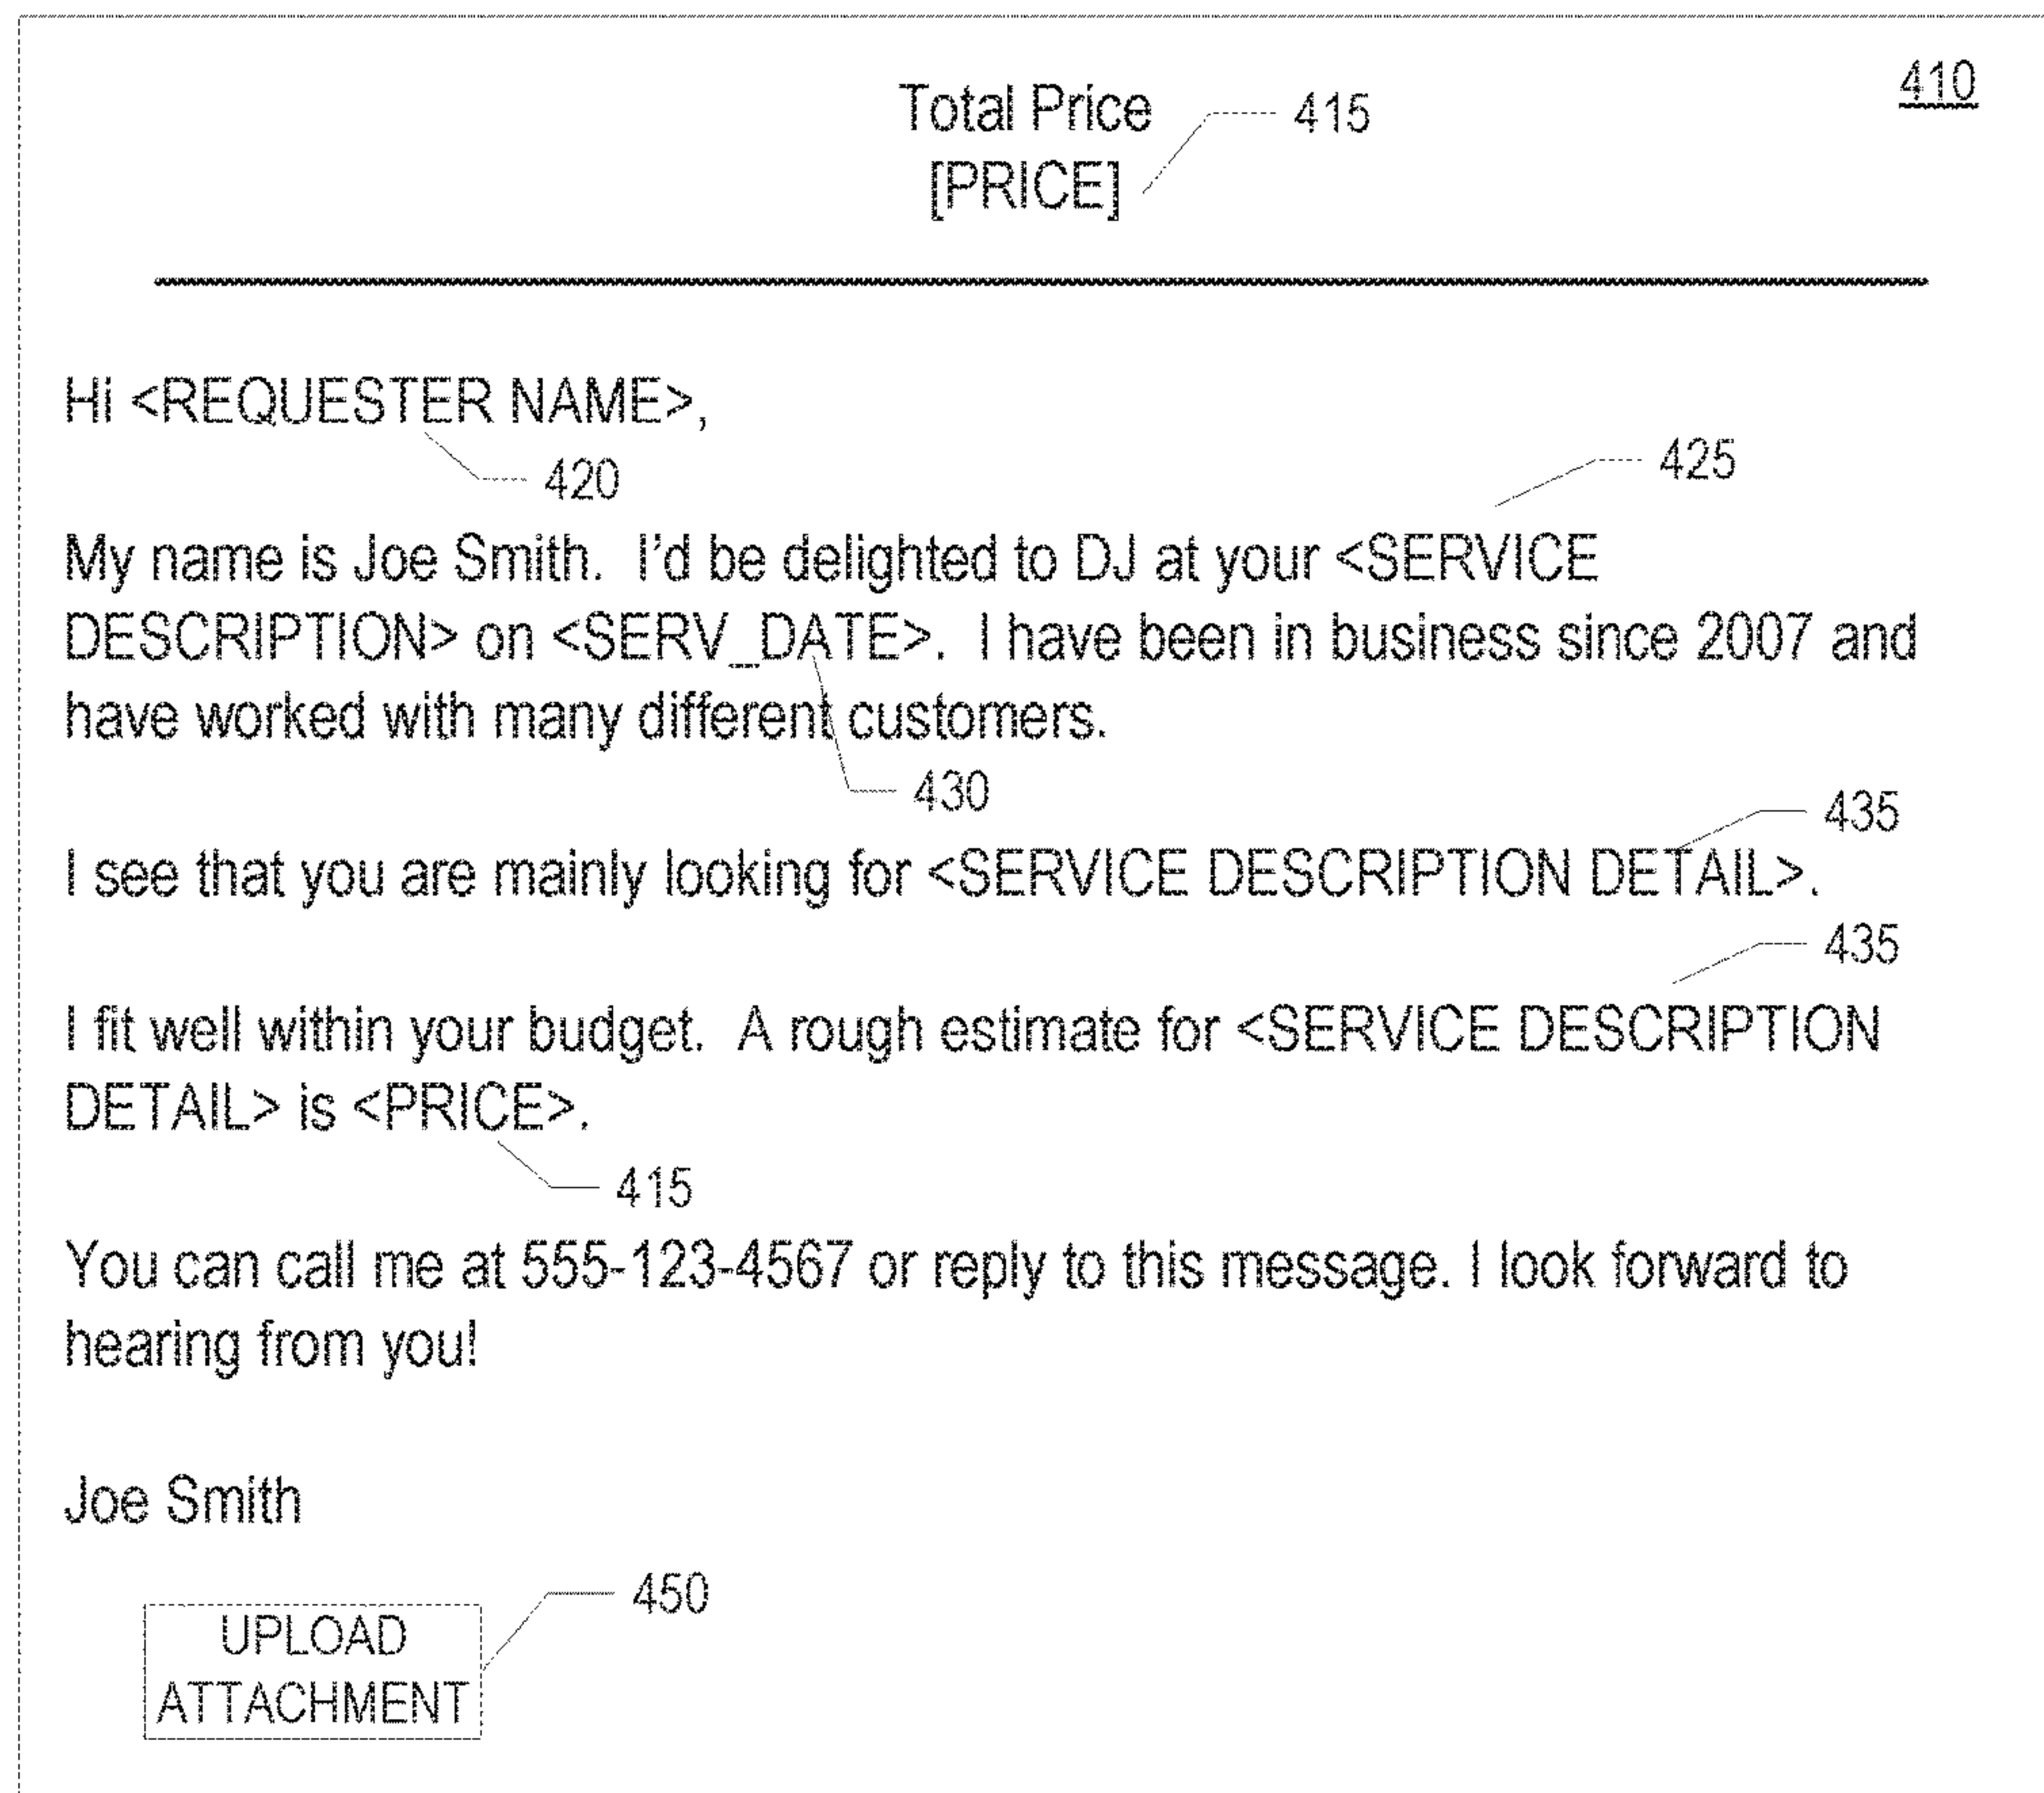 410
Total Price
415
[PRICE]
Hi <REQUESTER NAME>,
420
425
My name is Joe Smith.  I'd be delighted to DJ at your <SERVICE
DESCRIPTION> on <SERV_DATE>.  I have been in business since 2007 and
have worked with many different customers.
430
435
I see that you are mainly looking for <SERVICE DESCRIPTION DETAIL>.
435
I fit well within your budget.  A rough estimate for <SERVICE DESCRIPTION
DETAIL> is <PRICE>.
415
You can call me at 555-123-4567 or reply to this message. I look forward to
hearing from you!
Joe Smith
450
UPLOAD
ATTACHMENT